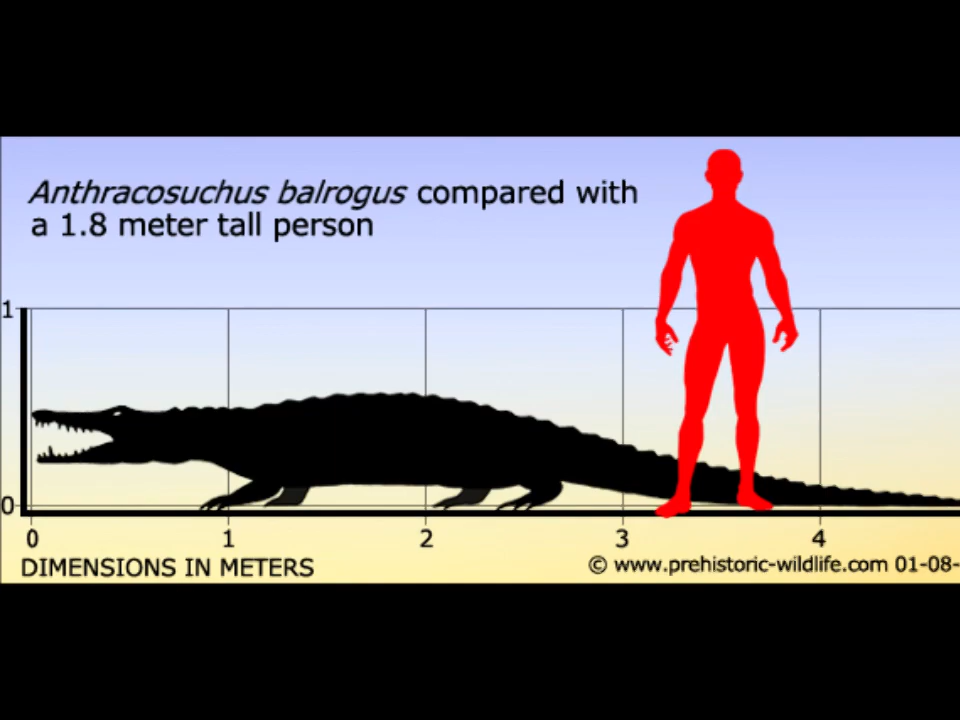 Anthracosuchus balrogus compared with
a 1.8 meter tall person
1
0
0 1 2 3 4
DIMENSIONS IN METERS
© www.prehistoric-wildlife.com 01-08-